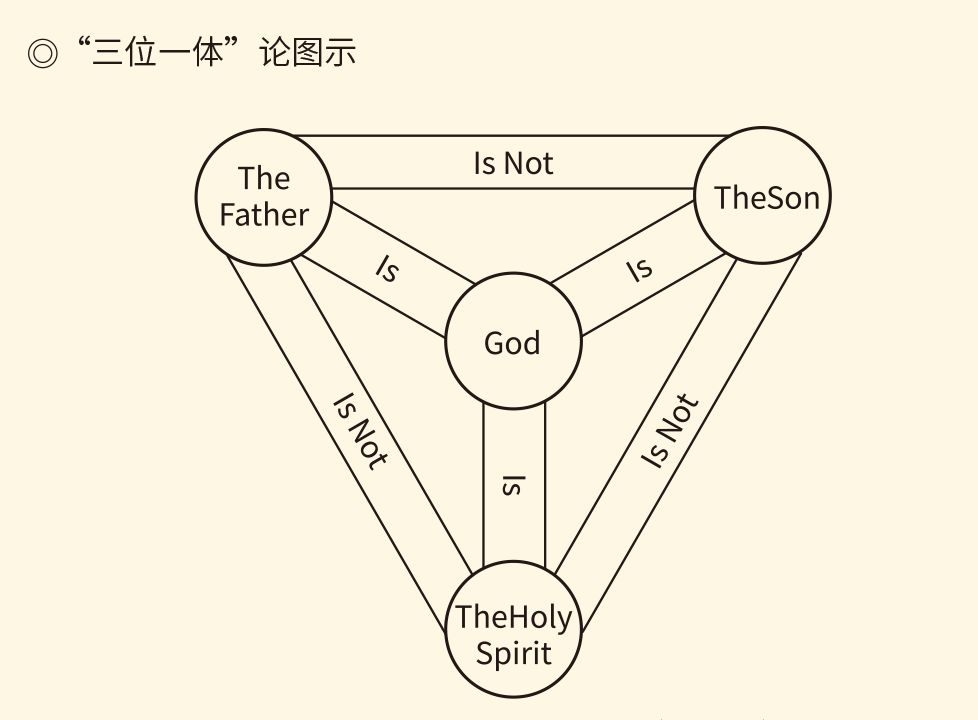 ◎“三位一体”论图示
Is Not
The
Father
TheSon
Is
Is
God
Is Not
Is Not
Is
TheHoly
Spirit